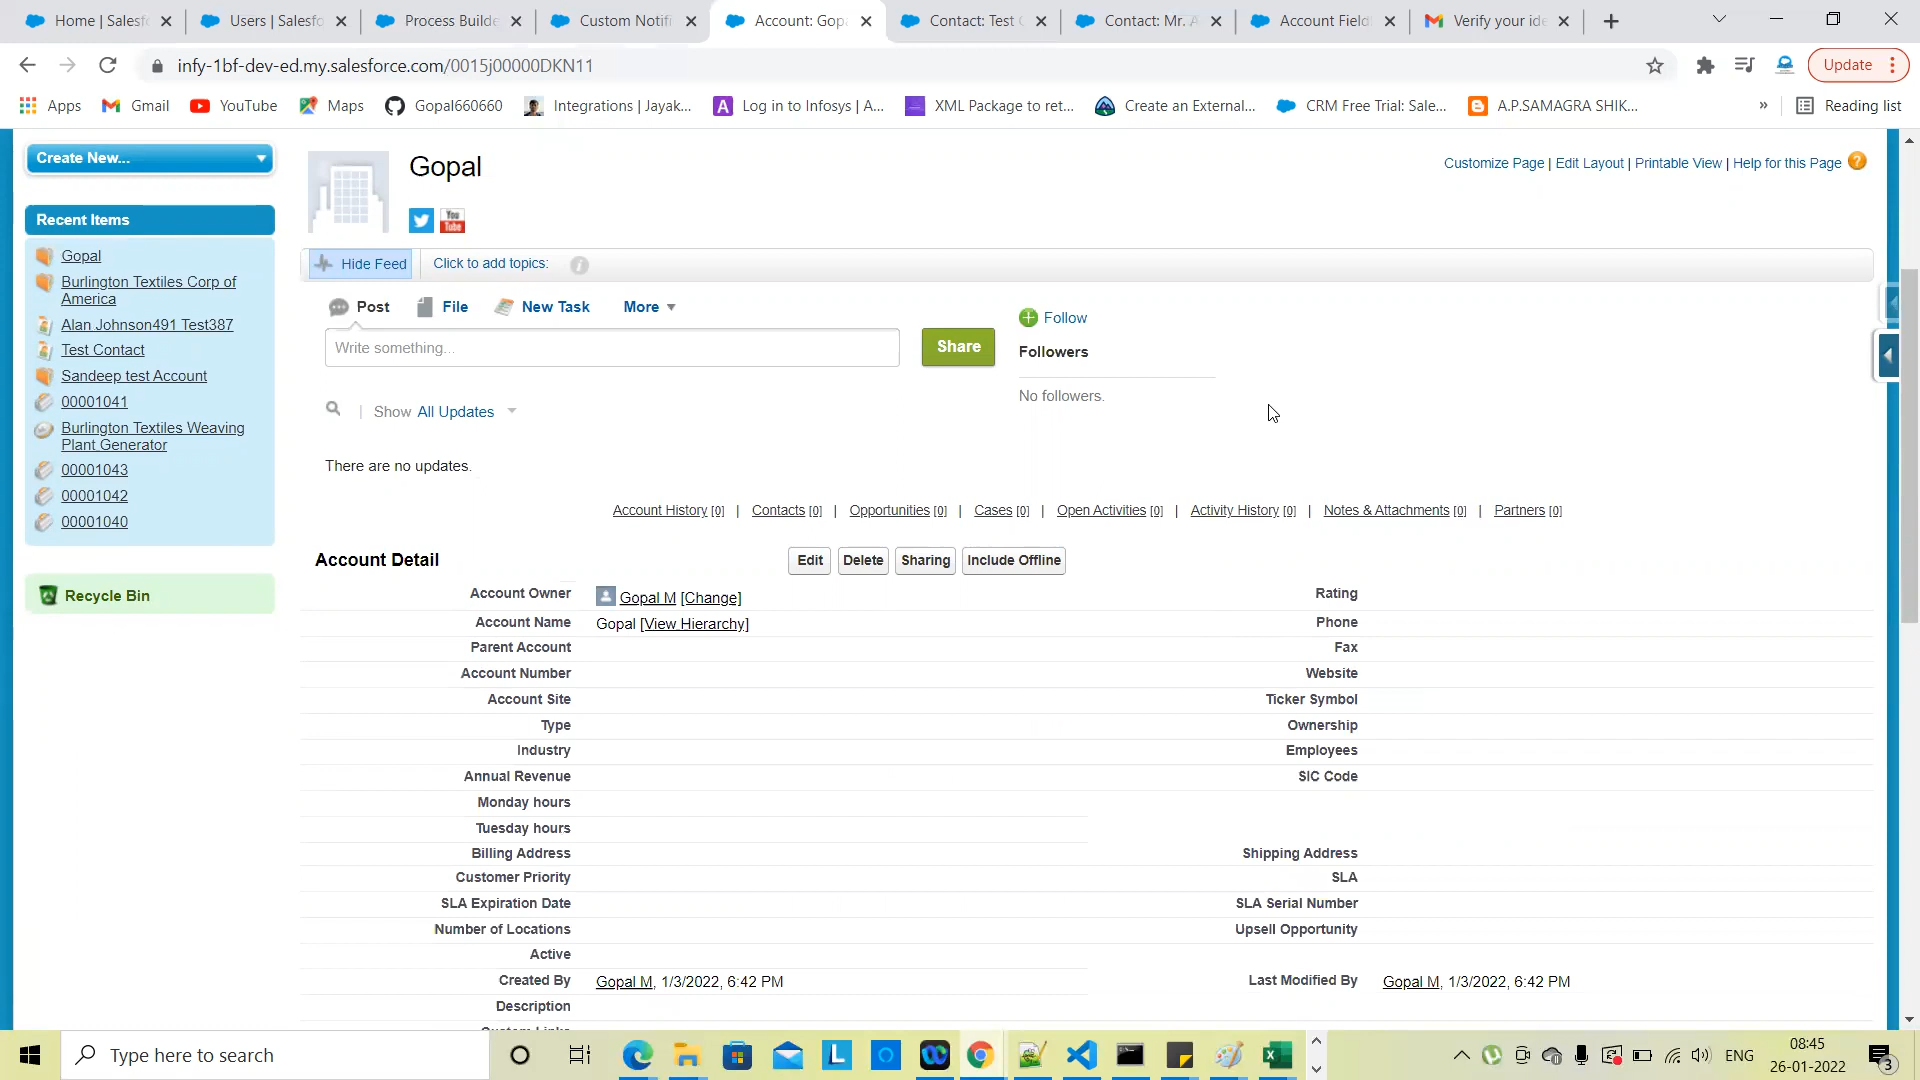 Home | Salesf
Users | Salesfo
Process Builde
Custom Notifi
Account: Gop
Contact: Test C
Contact: Mr. A
Account Field
Verify your ide
infy-1bf-dev-ed.my.salesforce.com/0015j00000DKN11
Update
Apps
Gmail
YouTube
Maps
Gopal660660
Integrations | Jayak...
Log in to Infosys | A...
XML Package to ret...
Create an External...
CRM Free Trial: Sale...
A.P.SAMAGRA SHIK...
»
Reading list
Create New...
Recent Items
Gopal
Burlington Textiles Corp of
America
Alan Johnson491 Test387
Test Contact
Sandeep test Account
00001041
Burlington Textiles Weaving
Plant Generator
00001043
00001042
00001040
Recycle Bin
Gopal
Customize Page | Edit Layout | Printable View | Help for this Page ?
You
Tube
Hide Feed
Click to add topics:
Post
File
New Task
More
Write something...
Share
Follow
Followers
No followers.
| Show All Updates
There are no updates.
Account History [0] | Contacts [0] | Opportunities [0] | Cases [0] | Open Activities [0] | Activity History [0] | Notes & Attachments [0] | Partners [0]
Account Detail
Edit
Delete
Sharing
Include Offline
Account Owner Gopal M [Change]
Rating
Account Name Gopal [View Hierarchy]
Phone
Parent Account
Fax
Account Number
Website
Account Site
Ticker Symbol
Type
Ownership
Industry
Employees
Annual Revenue
SIC Code
Monday hours
Tuesday hours
Billing Address
Shipping Address
Customer Priority
SLA
SLA Expiration Date
SLA Serial Number
Number of Locations
Upsell Opportunity
Active
Created By Gopal M, 1/3/2022, 6:42 PM
Last Modified By Gopal M, 1/3/2022, 6:42 PM
Description
Type here to search
ENG
08:45
26-01-2022
3